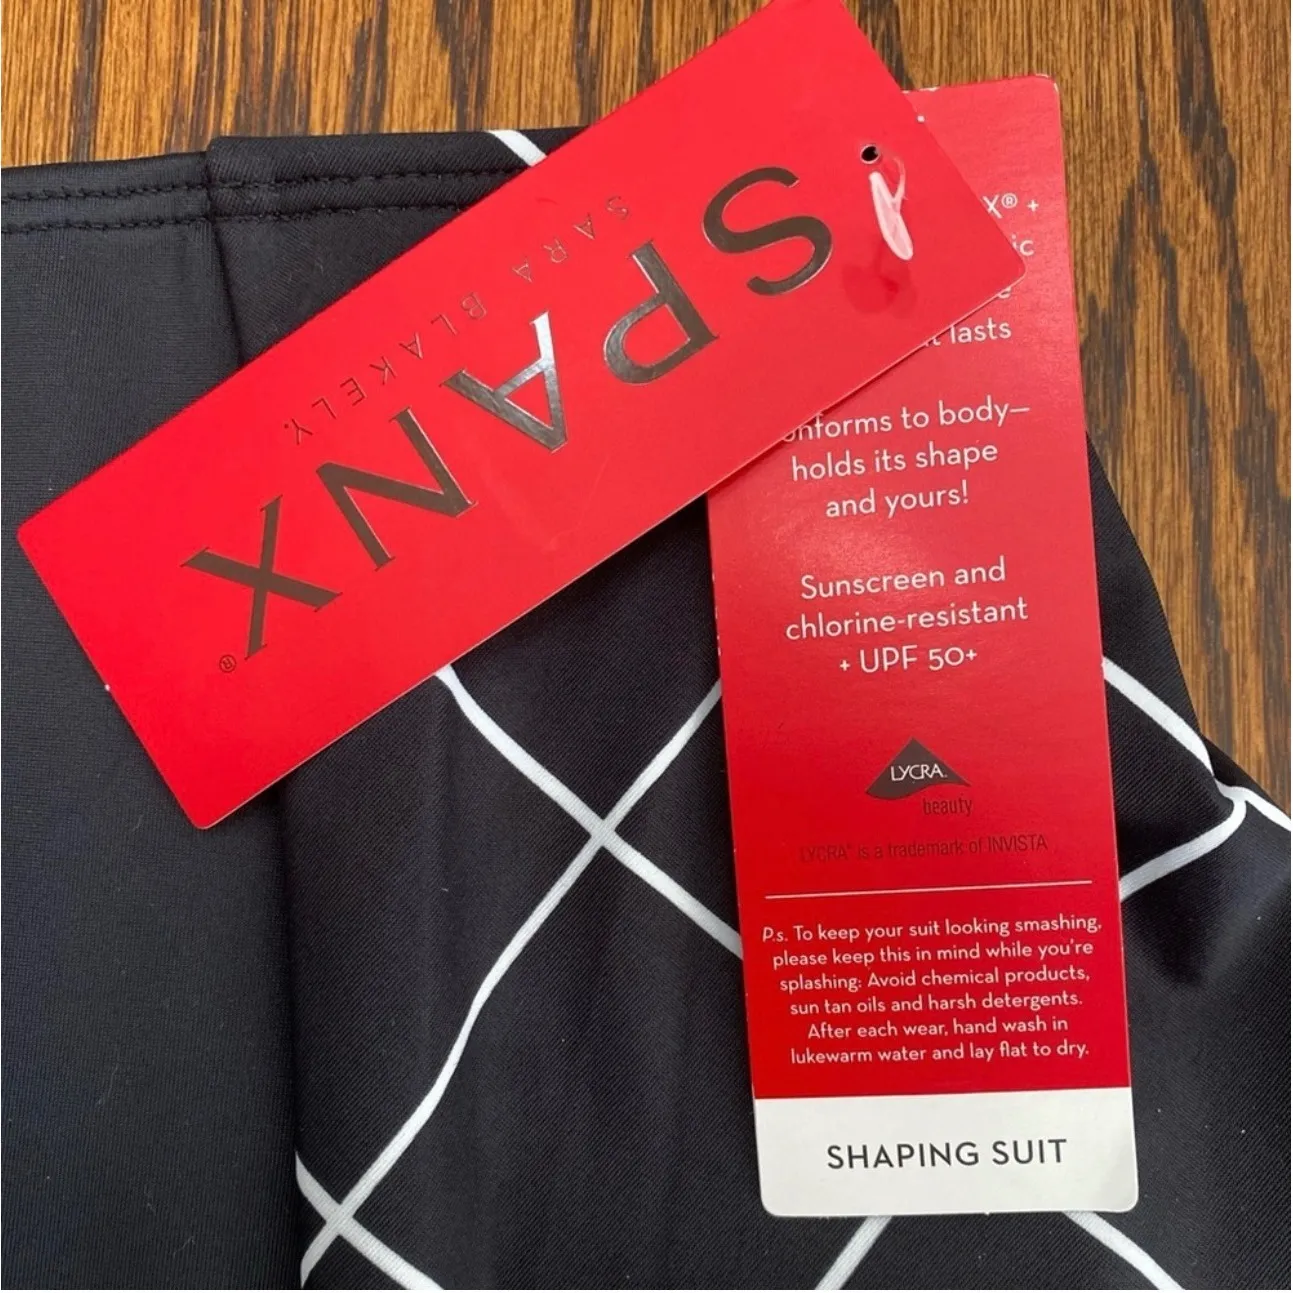 SPANX®
SARA BLAKELY.
X® +
lasts
to body—
holds its shape
and yours!
Sunscreen and
chlorine-resistant
+ UPF 50+
LYCRA.
beauty
LYCRA® is a trademark of INVISTA
P.s. To keep your suit looking smashing,
please keep this in mind while you're
splashing: Avoid chemical products,
sun tan oils and harsh detergents.
After each wear, hand wash in
lukewarm water and lay flat to dry.
SHAPING SUIT